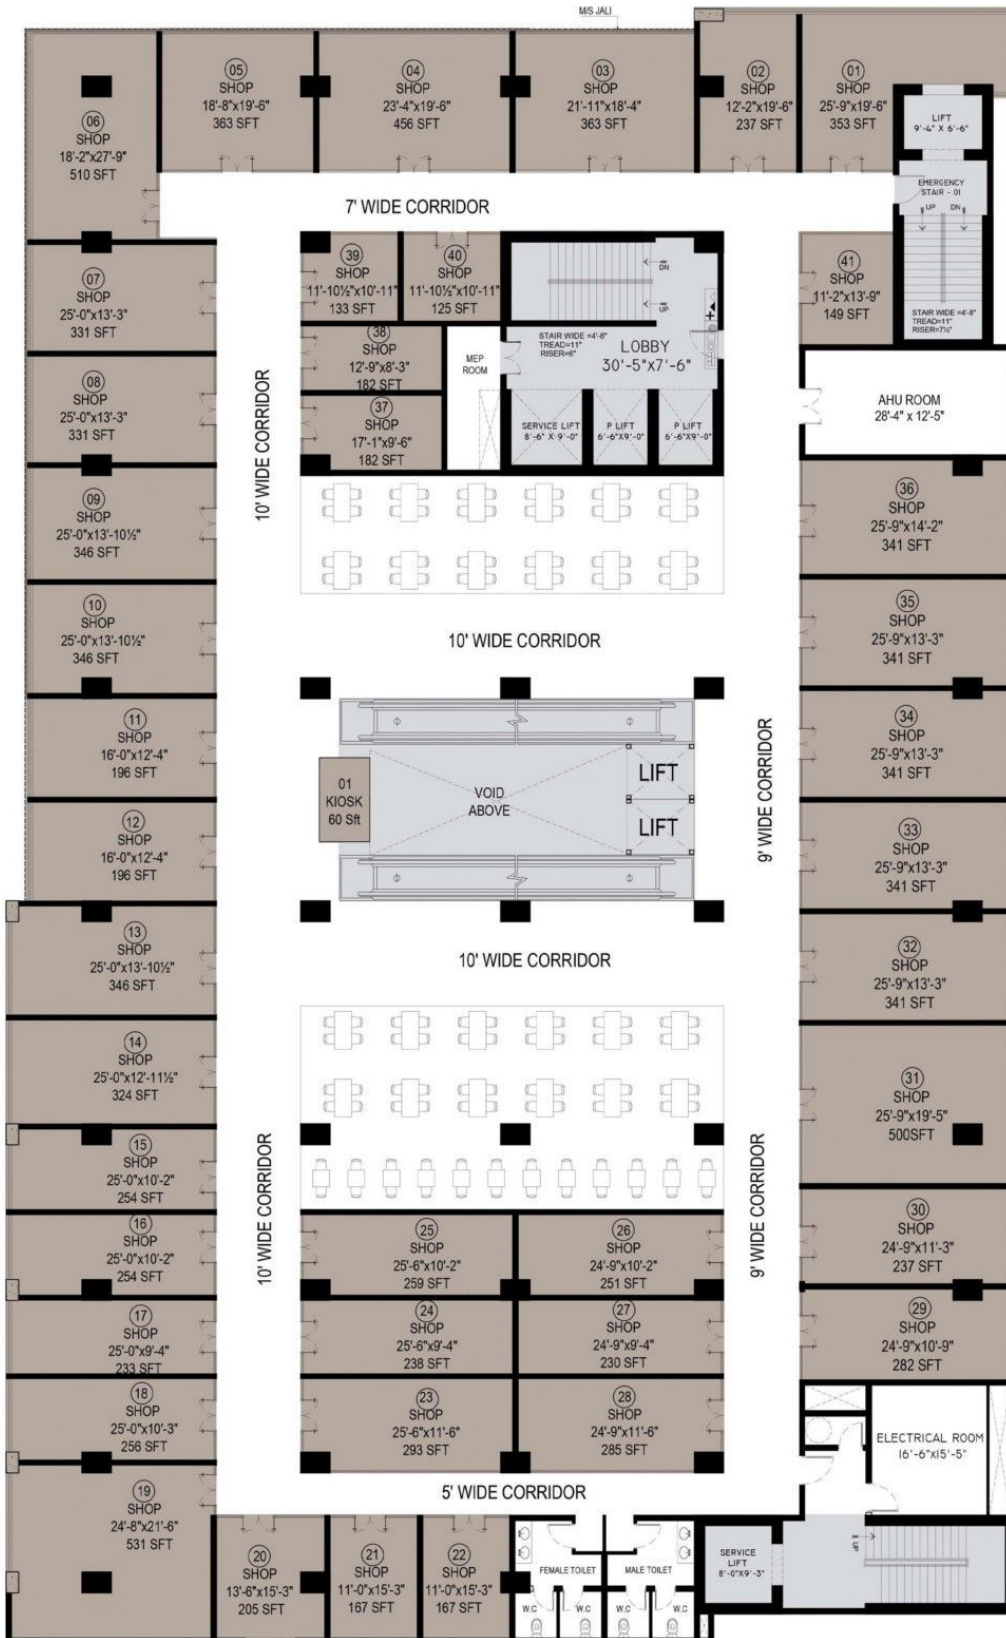 M/S JALI
01
SHOP
25'-9"x19'-6"
353 SFT
02
SHOP
12'-2"x19'-6"
237 SFT
03
SHOP
21'-11"x18'-4"
363 SFT
04
SHOP
23'-4"x19'-6"
456 SFT
05
SHOP
18'-8"x19'-6"
363 SFT
06
SHOP
18'-2"x27'-9"
510 SFT
LIFT
9'-4" X 6'-6"
EMERGENCY
STAIR - 01
UP DN
STAIR WIDE =4'-8"
TREAD=11"
RISER=7½"
7' WIDE CORRIDOR
39
SHOP
11'-10½"x10'-11"
133 SFT
40
SHOP
11'-10½"x10'-11"
125 SFT
41
SHOP
11'-2"x13'-9"
149 SFT
07
SHOP
25'-0"x13'-3"
331 SFT
38
SHOP
12'-9"x8'-3"
182 SFT
37
SHOP
17'-1"x9'-6"
182 SFT
MEP
ROOM
DN
UP
STAIR WIDE =4'-8"
TREAD=11"
RISER=6"
LOBBY
30'-5"x7'-6"
SERVICE LIFT
8'-6" X 9'-0"
P LIFT
6'-6"X9'-0"
P LIFT
6'-6"X9'-0"
AHU ROOM
28'-4" x 12'-5"
08
SHOP
25'-0"x13'-3"
331 SFT
10' WIDE CORRIDOR
09
SHOP
25'-0"x13'-10½"
346 SFT
36
SHOP
25'-9"x14'-2"
341 SFT
10
SHOP
25'-0"x13'-10½"
346 SFT
10' WIDE CORRIDOR
35
SHOP
25'-9"x13'-3"
341 SFT
11
SHOP
16'-0"x12'-4"
196 SFT
34
SHOP
25'-9"x13'-3"
341 SFT
01
KIOSK
60 Sft
VOID
ABOVE
LIFT
LIFT
9' WIDE CORRIDOR
12
SHOP
16'-0"x12'-4"
196 SFT
33
SHOP
25'-9"x13'-3"
341 SFT
13
SHOP
25'-0"x13'-10½"
346 SFT
10' WIDE CORRIDOR
32
SHOP
25'-9"x13'-3"
341 SFT
14
SHOP
25'-0"x12'-11½"
324 SFT
31
SHOP
25'-9"x19'-5"
500SFT
15
SHOP
25'-0"x10'-2"
254 SFT
10' WIDE CORRIDOR
9' WIDE CORRIDOR
16
SHOP
25'-0"x10'-2"
254 SFT
25
SHOP
25'-6"x10'-2"
259 SFT
26
SHOP
24'-9"x10'-2"
251 SFT
30
SHOP
24'-9"x11'-3"
237 SFT
17
SHOP
25'-0"x9'-4"
233 SFT
24
SHOP
25'-6"x9'-4"
238 SFT
27
SHOP
24'-9"x9'-4"
230 SFT
29
SHOP
24'-9"x10'-9"
282 SFT
18
SHOP
25'-0"x10'-3"
256 SFT
23
SHOP
25'-6"x11'-6"
293 SFT
28
SHOP
24'-9"x11'-6"
285 SFT
ELECTRICAL ROOM
16'-6"x15'-5"
19
SHOP
24'-8"x21'-6"
531 SFT
5' WIDE CORRIDOR
20
SHOP
13'-6"x15'-3"
205 SFT
21
SHOP
11'-0"x15'-3"
167 SFT
22
SHOP
11'-0"x15'-3"
167 SFT
FEMALE TOILET
MALE TOILET
W.C
W.C
W.C
W.C
SERVICE
LIFT
8'-0"X9'-3"
UP